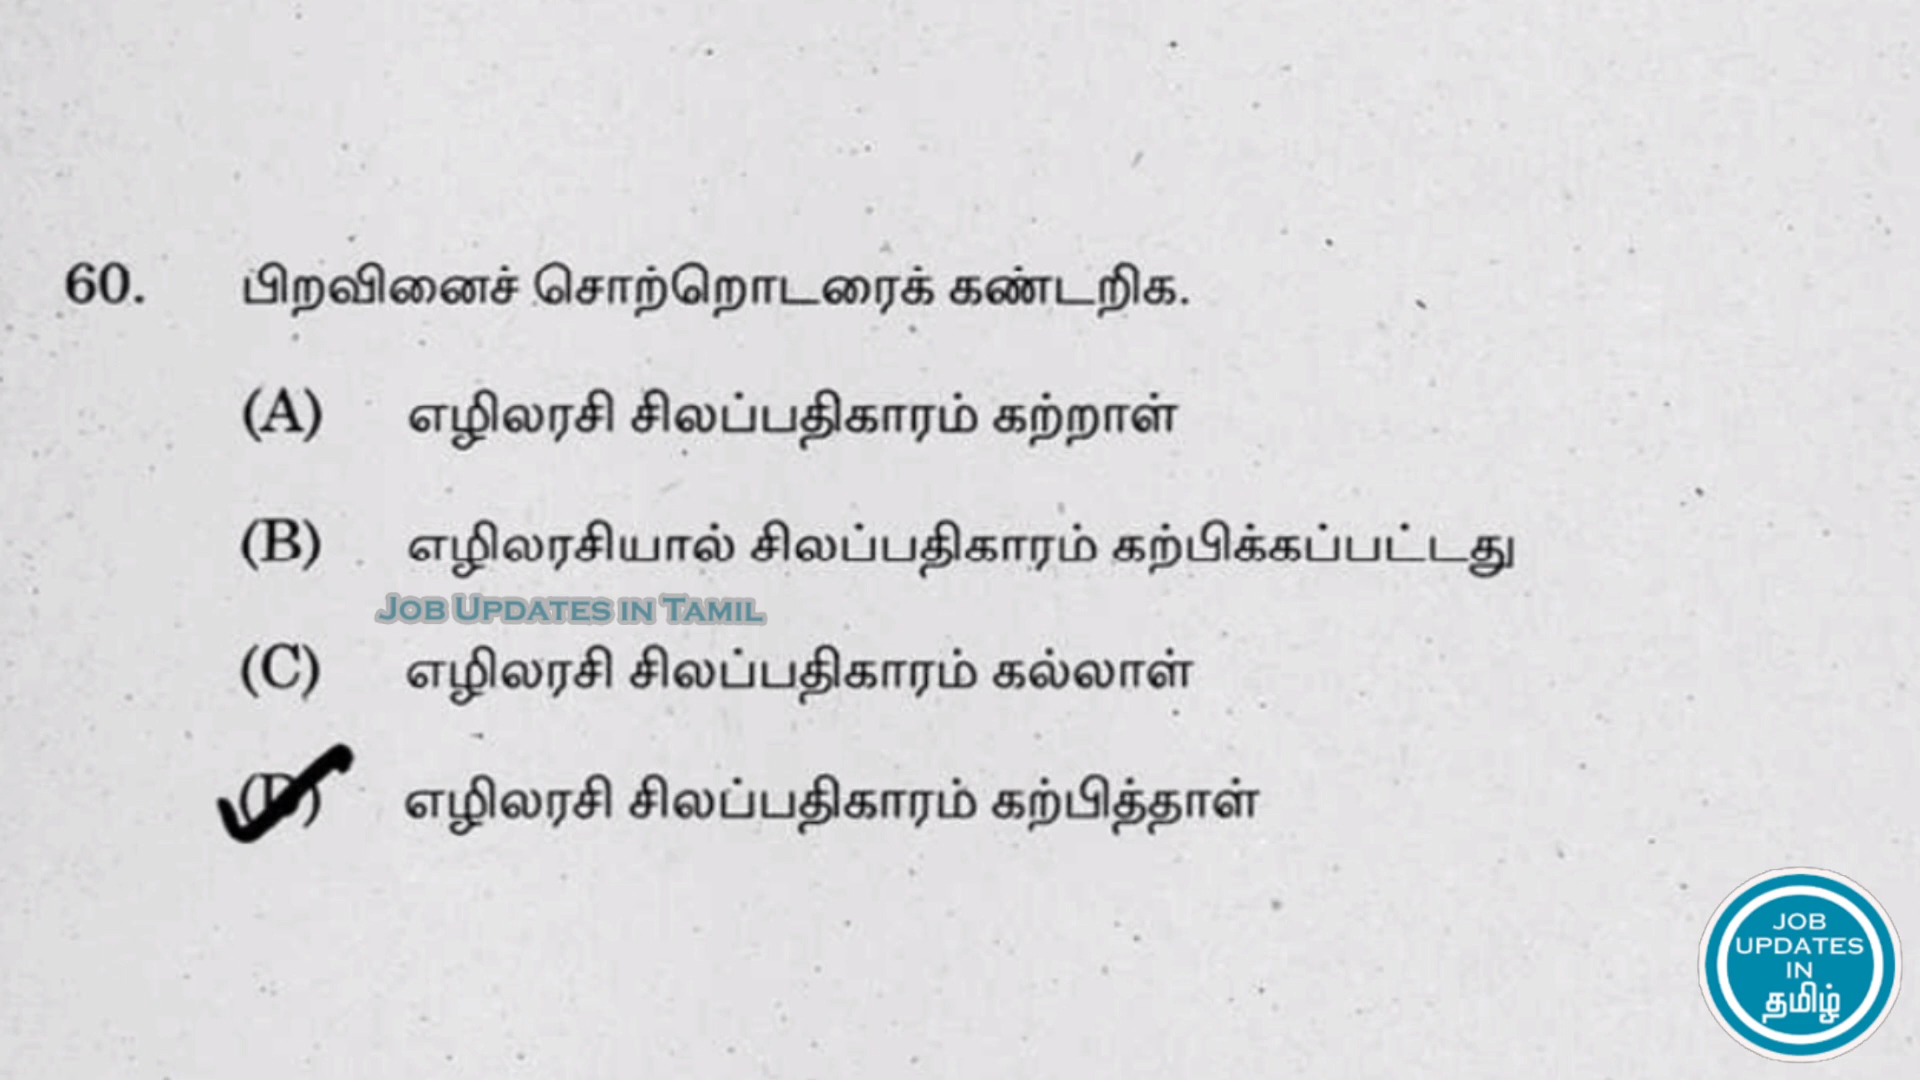 60. பிறவினைச் சொற்றொடரைக் கண்டறிக.
(A) எழிலரசி சிலப்பதிகாரம் கற்றாள்
(B) எழிலரசியால் சிலப்பதிகாரம் கற்பிக்கப்பட்டது
JOB UPDATES IN TAMIL
(C) எழிலரசி சிலப்பதிகாரம் கல்லாள்
(D) எழிலரசி சிலப்பதிகாரம் கற்பித்தாள்
JOB
UPDATES
IN
தமிழ்